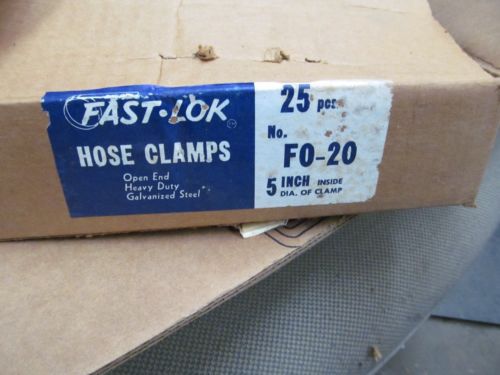 FAST-LOK
HOSE CLAMPS
Open End
Heavy Duty
Galvanized Steel
25 pcs.
No.
FO-20
5 INCH INSIDE
DIA. OF CLAMP